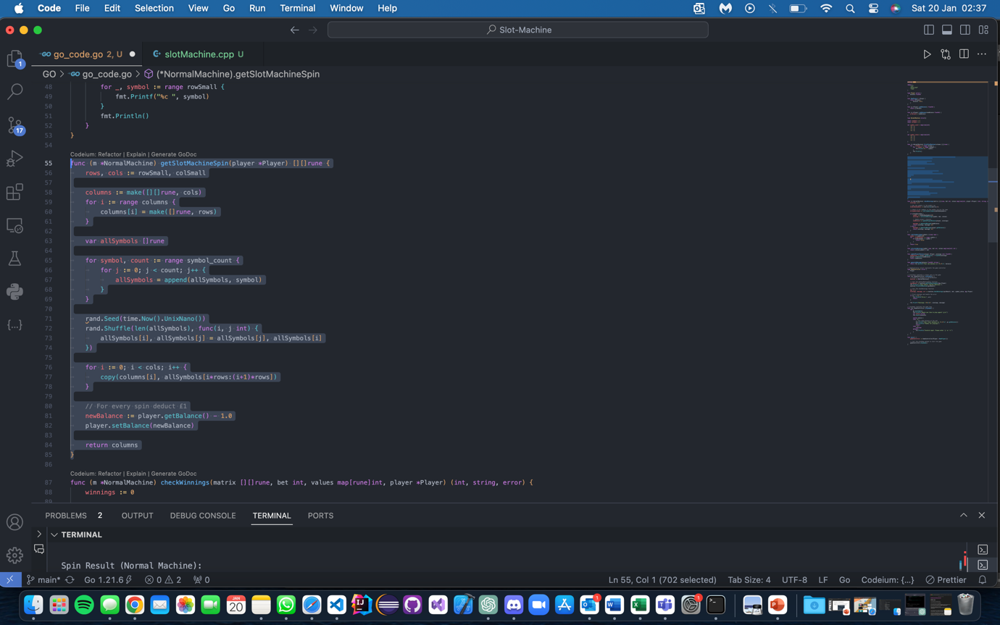 Code File Edit Selection View Go Run Terminal Window Help Sat 20 Jan 02:37
Slot-Machine
go_code.go 2, U slotMachine.cpp U
GO > go_code.go > (*NormalMachine).getSlotMachineSpin
48 for _, symbol := range rowSmall {
49 fmt.Printf("%c ", symbol)
50 }
51 fmt.Println()
52 }
53 }
54
Codeium: Refactor | Explain | Generate GoDoc
55 func (m *NormalMachine) getSlotMachineSpin(player *Player) [][]rune {
56 rows, cols := rowSmall, colSmall
57
58 columns := make([][]rune, cols)
59 for i := range columns {
60 columns[i] = make([]rune, rows)
61 }
62
63 var allSymbols []rune
64
65 for symbol, count := range symbol_count {
66 for j := 0; j < count; j++ {
67 allSymbols = append(allSymbols, symbol)
68 }
69 }
70
71 rand.Seed(time.Now().UnixNano())
72 rand.Shuffle(len(allSymbols), func(i, j int) {
73 allSymbols[i], allSymbols[j] = allSymbols[j], allSymbols[i]
74 })
75
76 for i := 0; i < cols; i++ {
77 copy(columns[i], allSymbols[i*rows:(i+1)*rows])
78 }
79
80 // For every spin deduct £1
81 newBalance := player.getBalance() - 1.0
82 player.setBalance(newBalance)
83
84 return columns
85 }
86
Codeium: Refactor | Explain | Generate GoDoc
87 func (m *NormalMachine) checkWinnings(matrix [][]rune, bet int, values map[rune]int, player *Player) (int, string, error) {
88 winnings := 0
89
1
17
PROBLEMS 2 OUTPUT DEBUG CONSOLE TERMINAL PORTS
TERMINAL
Spin Result (Normal Machine):
main* Go 1.21.6 0 2 0 Ln 55, Col 1 (702 selected) Tab Size: 4 UTF-8 LF Go Codeium: {...} Prettier
JAN
20
1
1